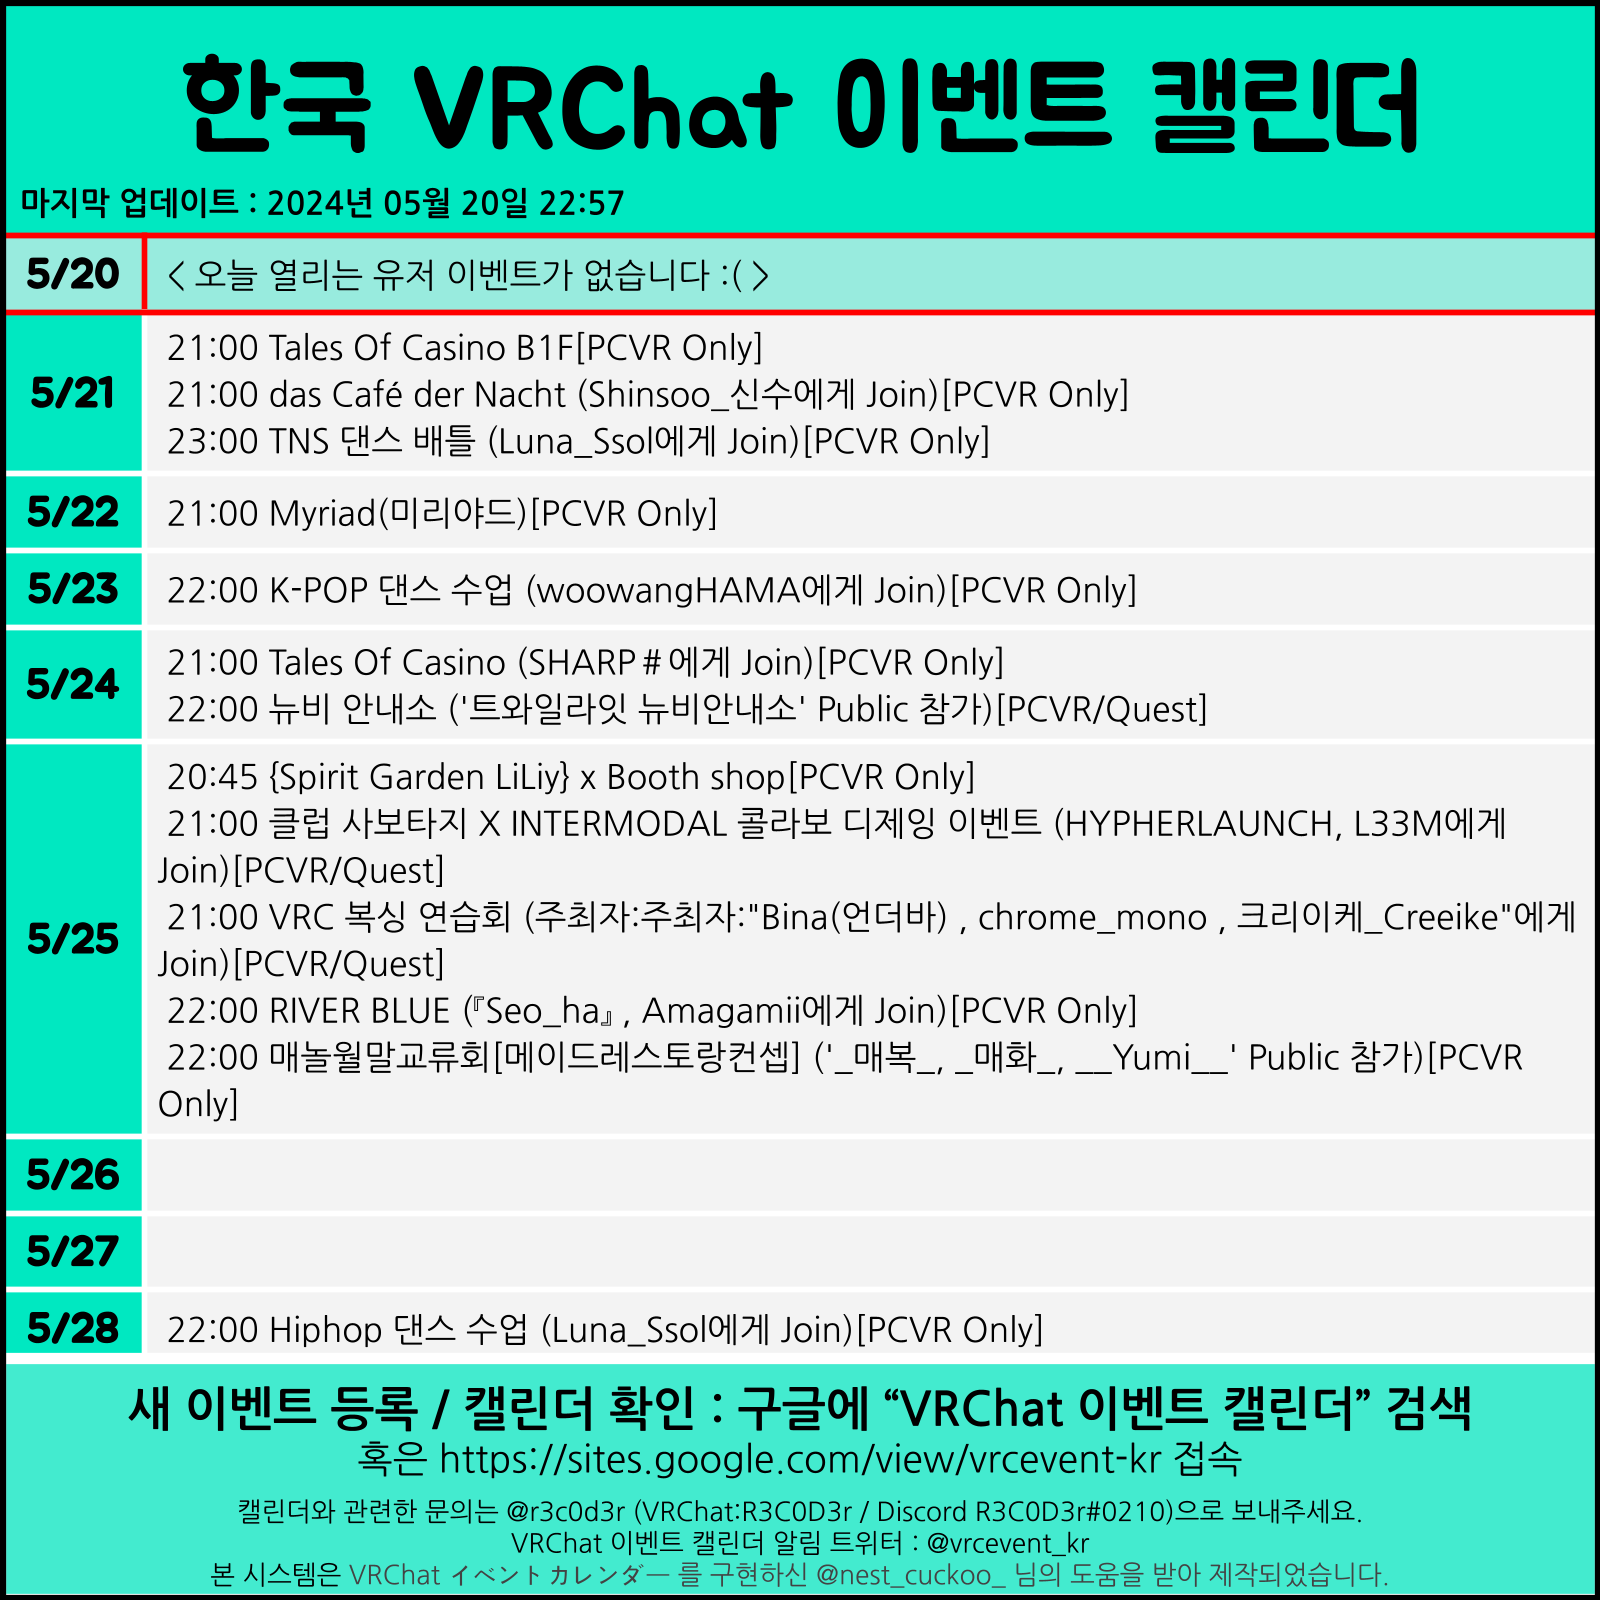 한국 VRChat 이벤트 캘린더
마지막 업데이트 : 2024년 05월 20일 22:57
5/20
< 오늘 열리는 유저 이벤트가 없습니다 :( >
5/21
21:00 Tales Of Casino B1F[PCVR Only]
21:00 das Café der Nacht (Shinsoo_신수에게 Join)[PCVR Only]
23:00 TNS 댄스 배틀 (Luna_Ssol에게 Join)[PCVR Only]
5/22
21:00 Myriad(미리야드)[PCVR Only]
5/23
22:00 K-POP 댄스 수업 (woowangHAMA에게 Join)[PCVR Only]
5/24
21:00 Tales Of Casino (SHARP＃에게 Join)[PCVR Only]
22:00 뉴비 안내소 ('트와일라잇 뉴비안내소' Public 참가)[PCVR/Quest]
5/25
20:45 {Spirit Garden LiLiy} x Booth shop[PCVR Only]
21:00 클럽 사보타지 X INTERMODAL 콜라보 디제잉 이벤트 (HYPHERLAUNCH, L33M에게
Join)[PCVR/Quest]
21:00 VRC 복싱 연습회 (주최자:주최자:"Bina(언더바) , chrome_mono , 크리이케_Creeike"에게
Join)[PCVR/Quest]
22:00 RIVER BLUE (『Seo_ha』, Amagamii에게 Join)[PCVR Only]
22:00 매놀월말교류회[메이드레스토랑컨셉] ('_매복_, _매화_, __Yumi__' Public 참가)[PCVR
Only]
5/26
5/27
5/28
22:00 Hiphop 댄스 수업 (Luna_Ssol에게 Join)[PCVR Only]
새 이벤트 등록 / 캘린더 확인 : 구글에 “VRChat 이벤트 캘린더” 검색
혹은 https://sites.google.com/view/vrcevent-kr 접속
캘린더와 관련한 문의는 @r3c0d3r (VRChat:R3C0D3r / Discord R3C0D3r#0210)으로 보내주세요.
VRChat 이벤트 캘린더 알림 트위터 : @vrcevent_kr
본 시스템은 VRChat イベントカレンダー 를 구현하신 @nest_cuckoo_ 님의 도움을 받아 제작되었습니다.